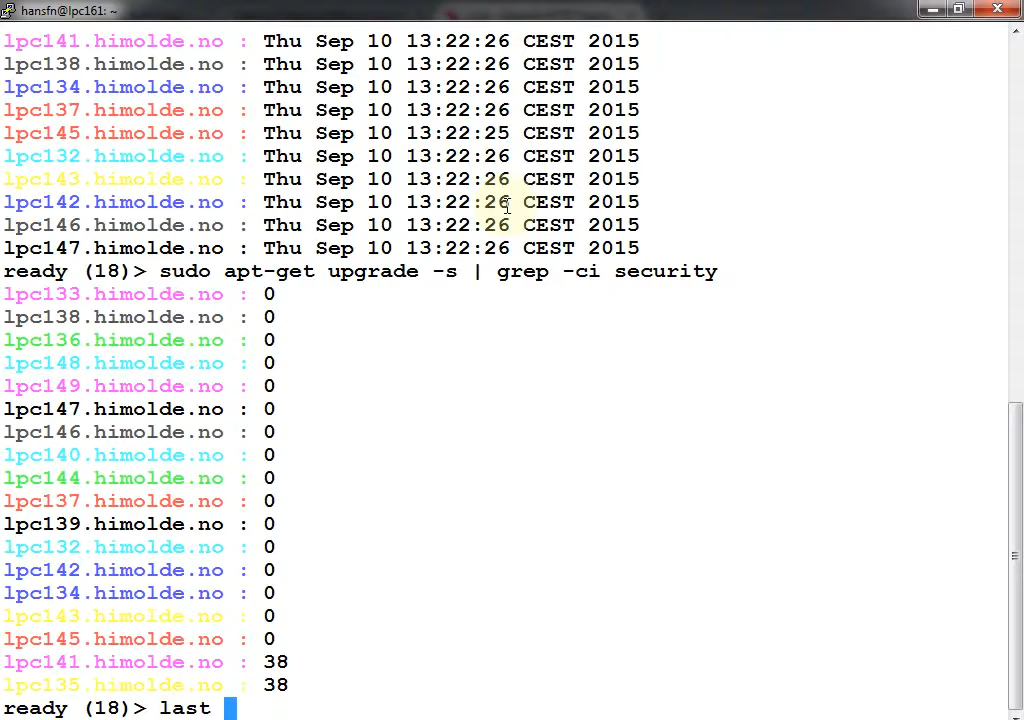 hansfn@lpc161: ~
lpc141.himolde.no : Thu Sep 10 13:22:26 CEST 2015
lpc138.himolde.no : Thu Sep 10 13:22:26 CEST 2015
lpc134.himolde.no : Thu Sep 10 13:22:26 CEST 2015
lpc137.himolde.no : Thu Sep 10 13:22:26 CEST 2015
lpc145.himolde.no : Thu Sep 10 13:22:25 CEST 2015
lpc132.himolde.no : Thu Sep 10 13:22:26 CEST 2015
lpc143.himolde.no : Thu Sep 10 13:22:26 CEST 2015
lpc142.himolde.no : Thu Sep 10 13:22:26 CEST 2015
lpc146.himolde.no : Thu Sep 10 13:22:26 CEST 2015
lpc147.himolde.no : Thu Sep 10 13:22:26 CEST 2015
ready (18)> sudo apt-get upgrade -s | grep -ci security
lpc133.himolde.no : 0
lpc138.himolde.no : 0
lpc136.himolde.no : 0
lpc148.himolde.no : 0
lpc149.himolde.no : 0
lpc147.himolde.no : 0
lpc146.himolde.no : 0
lpc140.himolde.no : 0
lpc144.himolde.no : 0
lpc137.himolde.no : 0
lpc139.himolde.no : 0
lpc132.himolde.no : 0
lpc142.himolde.no : 0
lpc134.himolde.no : 0
lpc143.himolde.no : 0
lpc145.himolde.no : 0
lpc141.himolde.no : 38
lpc135.himolde.no : 38
ready (18)> last